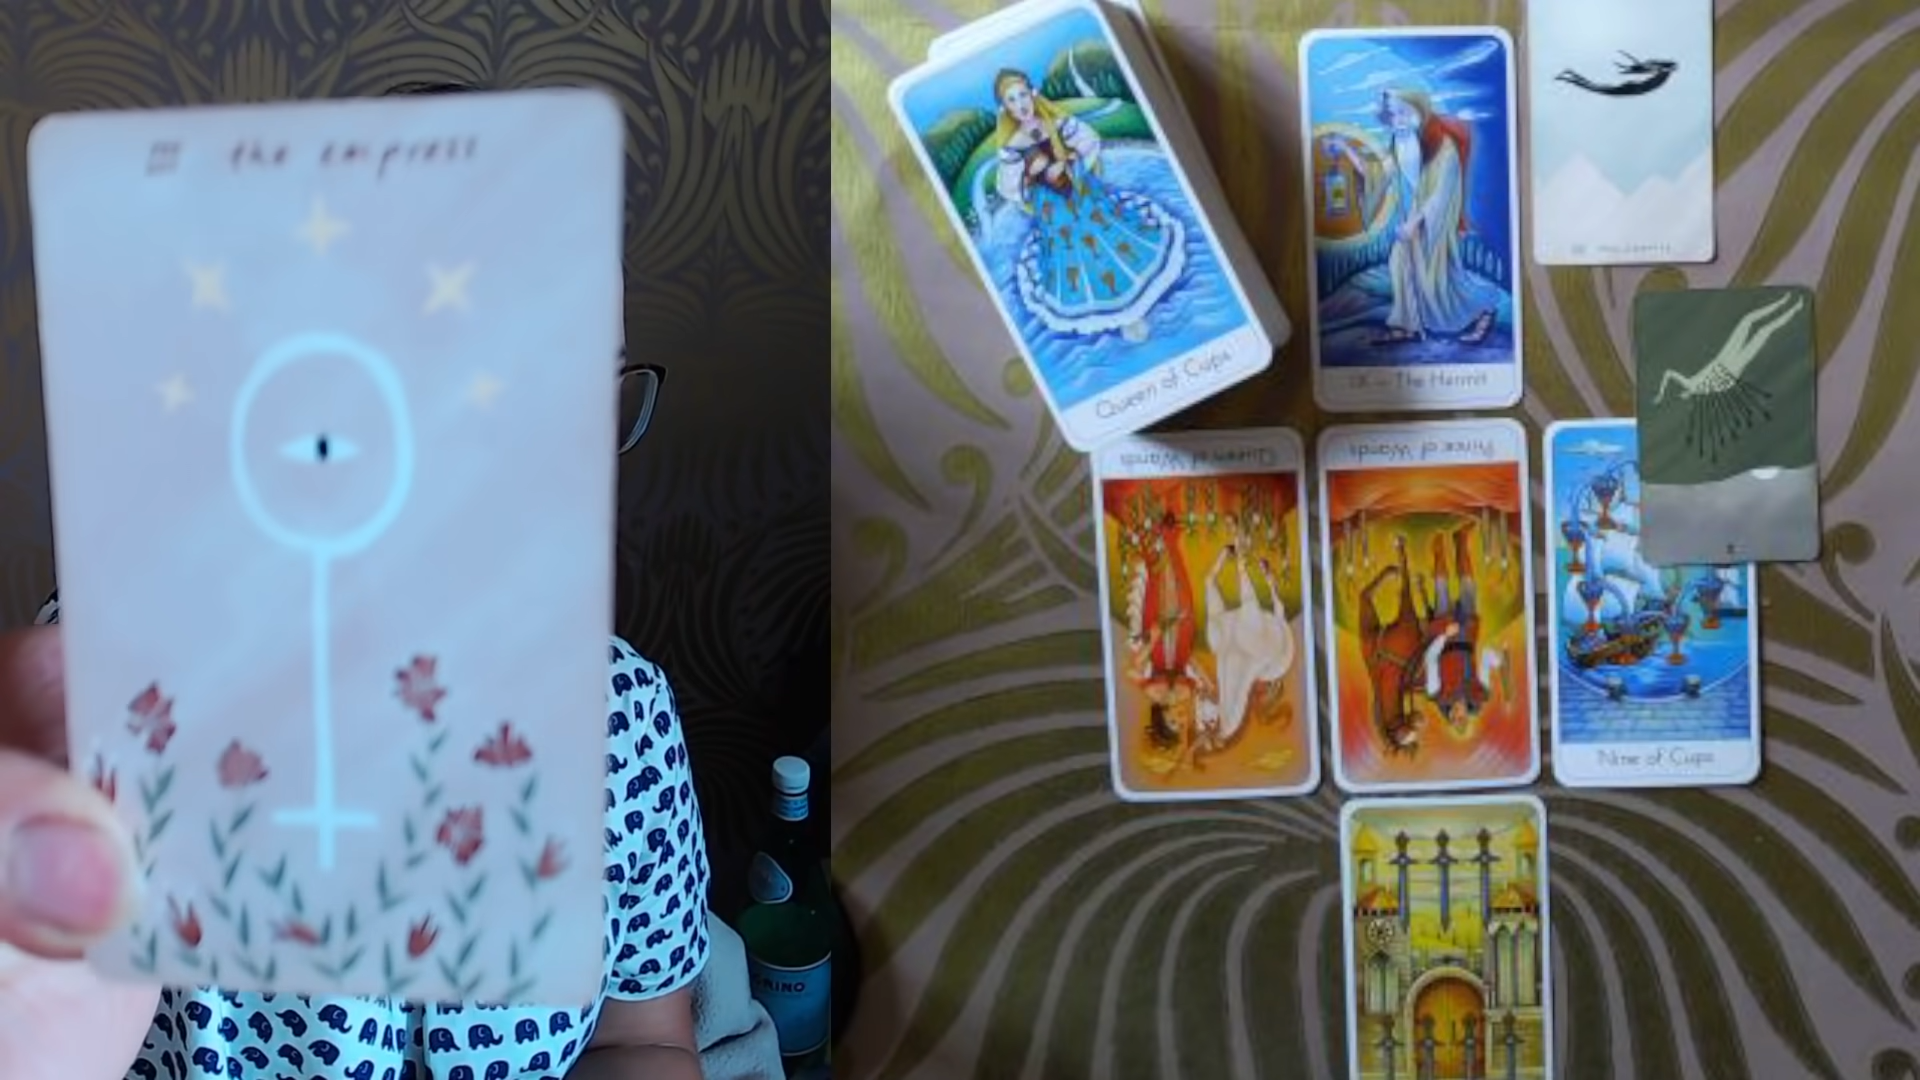 III the empress
Queen of Cups
IX - The Hermit
Queen of Wands
Prince of Wands
Nine of Cups